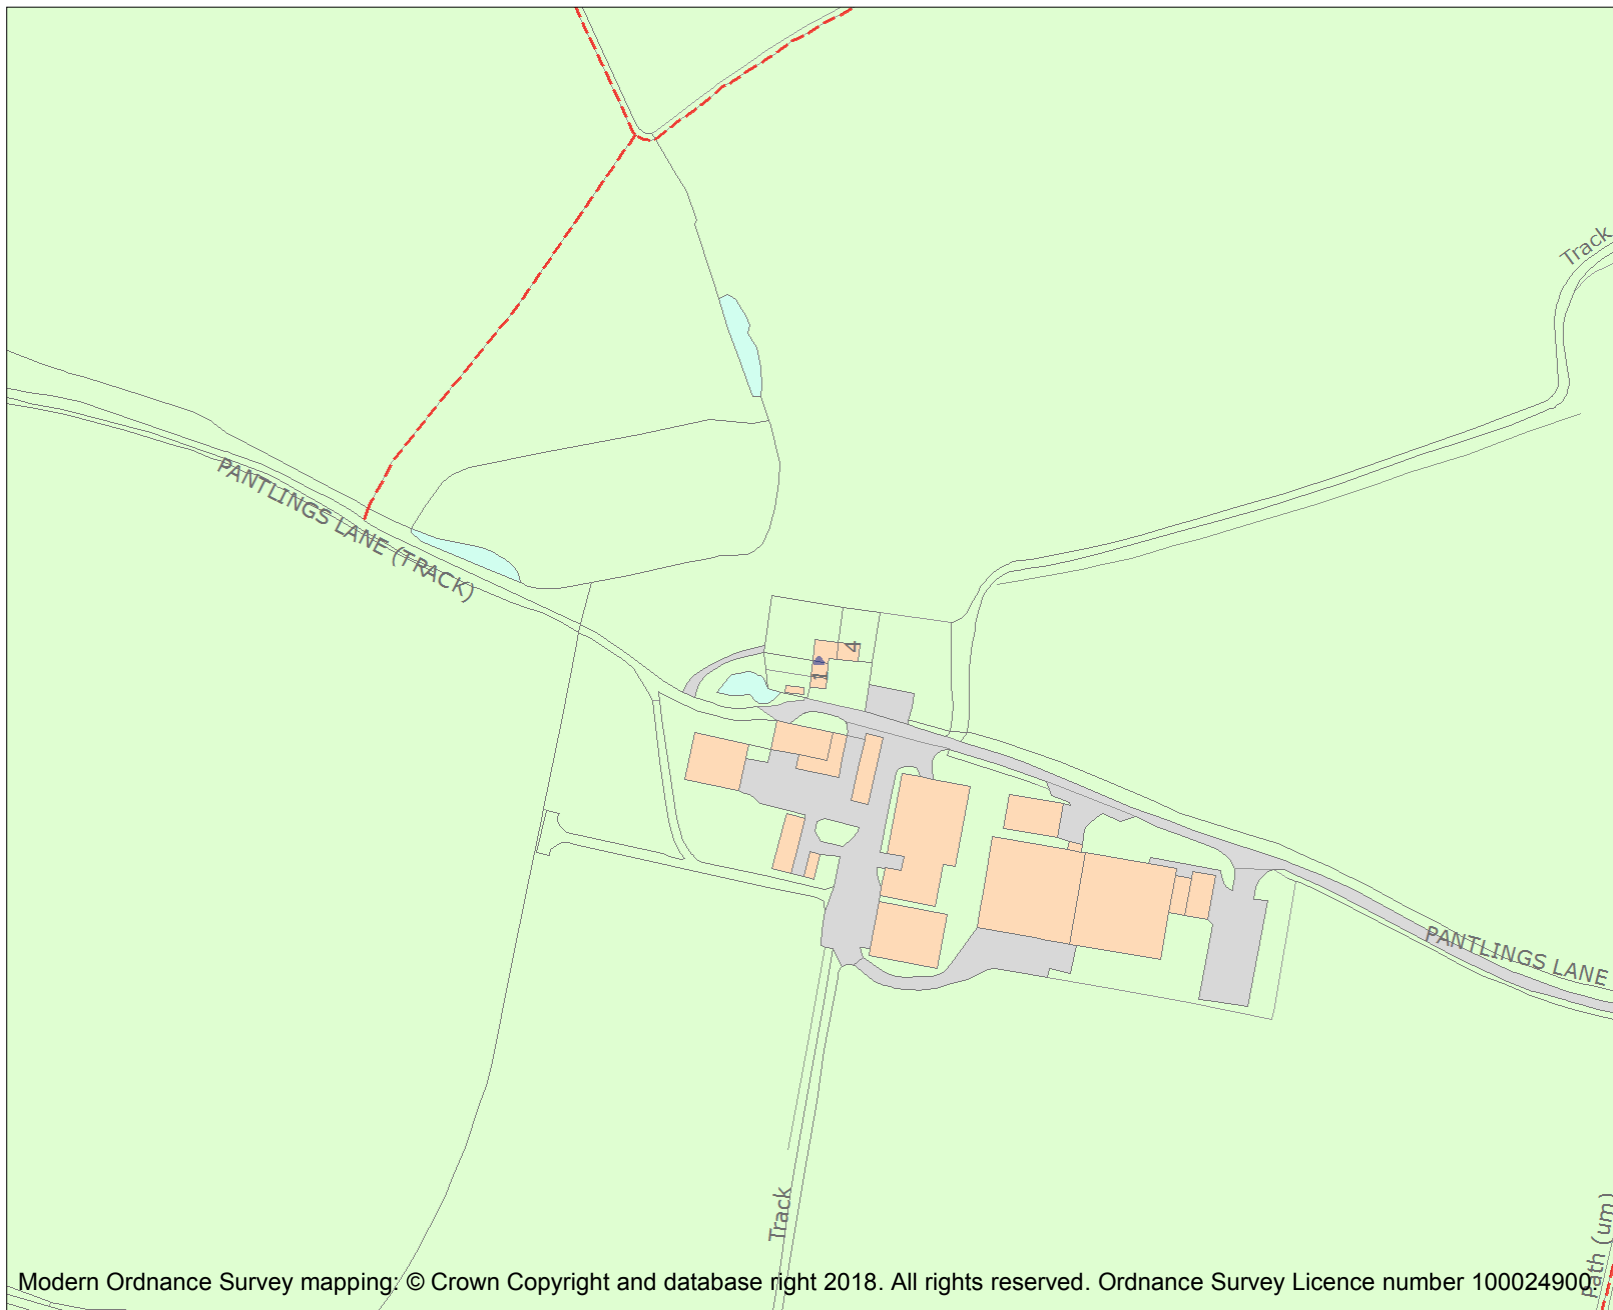 Track
PANTLINGS LANE (TRACK)
4
1
PANTLINGS LANE
Track
Path (um)
Modern Ordnance Survey mapping: © Crown Copyright and database right 2018. All rights reserved. Ordnance Survey Licence number 100024900.